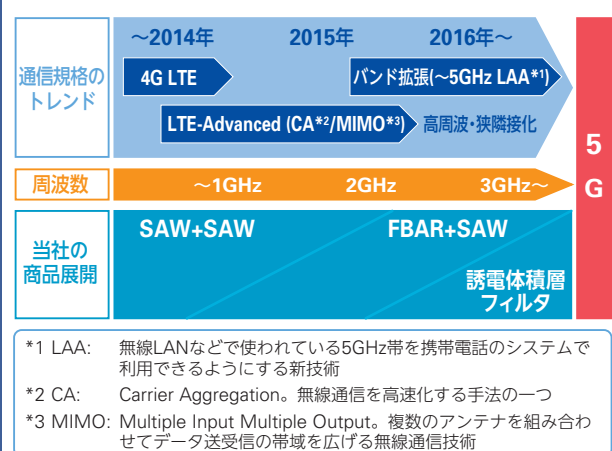 ~2014年 2015年 2016年~
通信規格の
トレンド
4G LTE
バンド拡張(~5GHz LAA*1)
LTE-Advanced (CA*2/MIMO*3)
高周波・狭隣接化
周波数
~1GHz 2GHz 3GHz~
当社の
商品展開
SAW+SAW
FBAR+SAW
誘電体積層
フィルタ
5
G
*1 LAA: 無線LANなどで使われている5GHz帯を携帯電話のシステムで
利用できるようにする新技術
*2 CA: Carrier Aggregation。無線通信を高速化する手法の一つ
*3 MIMO: Multiple Input Multiple Output。複数のアンテナを組み合わ
せてデータ送受信の帯域を広げる無線通信技術